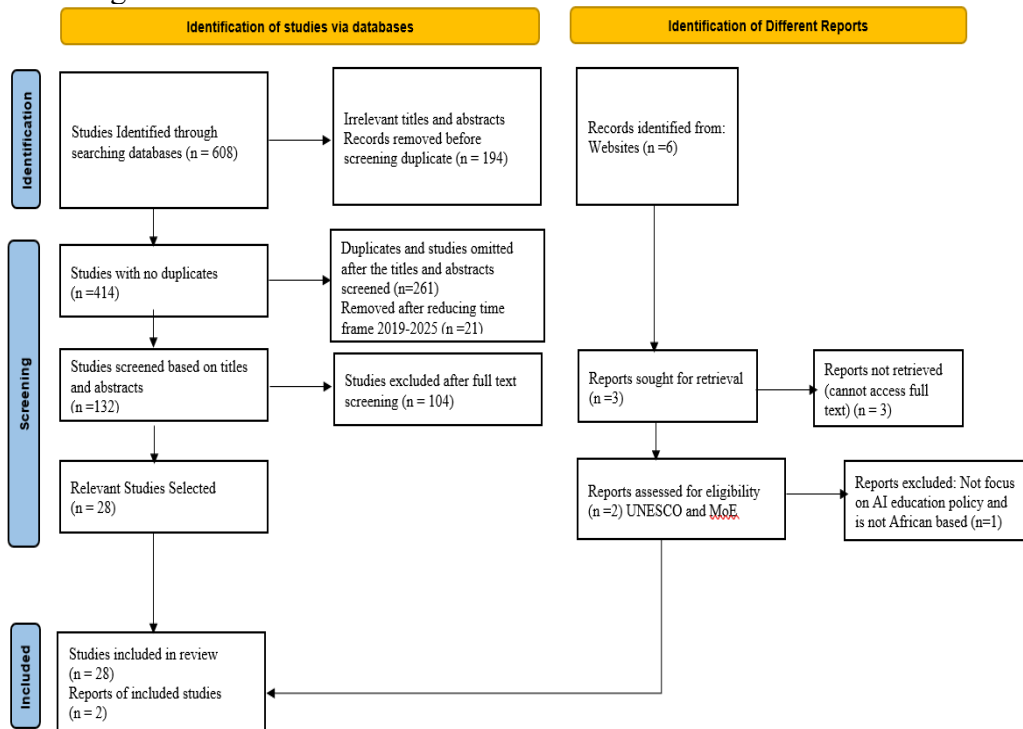 Identification of studies via databases
Identification of Different Reports
Identification
Studies Identified through
searching databases (n = 608)
Irrelevant titles and abstracts
Records removed before
screening duplicate (n = 194)
Records identified from:
Websites (n =6)
Screening
Studies with no duplicates
(n =414)
Duplicates and studies omitted
after the titles and abstracts
screened (n=261)
Removed after reducing time
frame 2019-2025 (n =21)
Studies screened based on titles
and abstracts
(n =132)
Studies excluded after full text
screening (n = 104)
Reports sought for retrieval
(n =3)
Reports not retrieved
(cannot access full
text) (n = 3)
Relevant Studies Selected
(n = 28)
Reports assessed for eligibility
(n =2) UNESCO and MoE
Reports excluded: Not focus
on AI education policy and
is not African based (n=1)
Included
Studies included in review
(n = 28)
Reports of included studies
(n = 2)